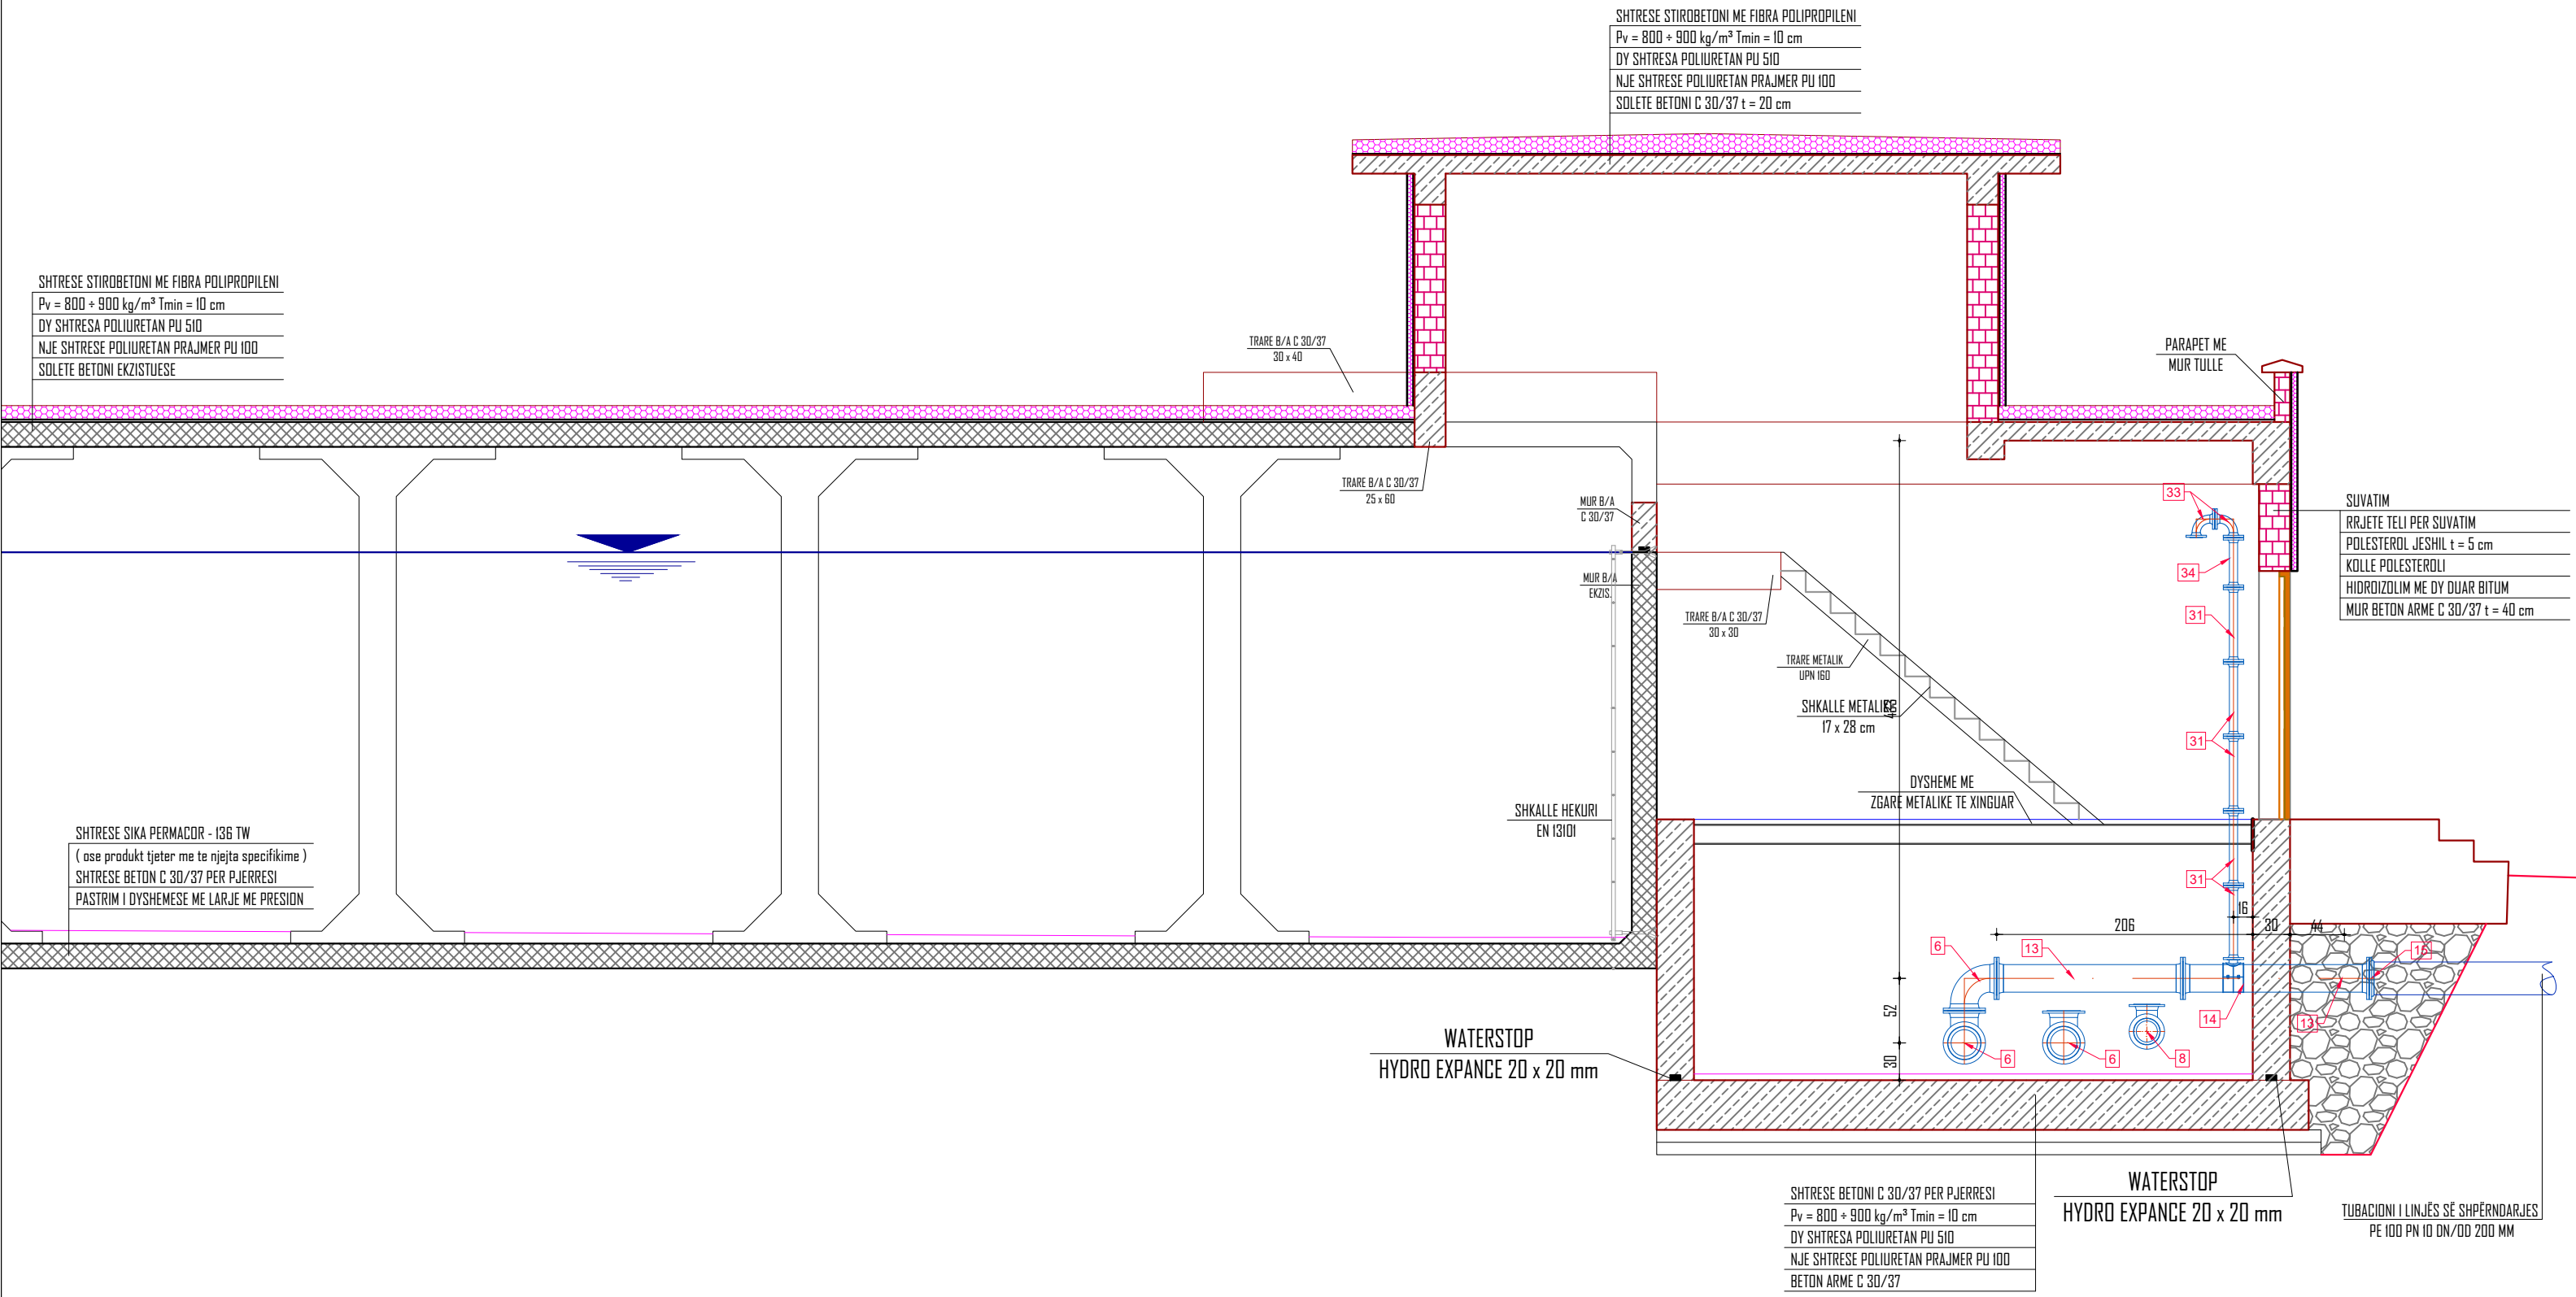 SHTRESE STIROBETONI ME FIBRA POLIPROPILENI
Pv = 800 ÷ 900 kg/m³ Tmin = 10 cm
DY SHTRESA POLIURETAN PU 510
NJE SHTRESE POLIURETAN PRAJMER PU 100
SOLETE BETONI C 30/37 t = 20 cm
SHTRESE STIROBETONI ME FIBRA POLIPROPILENI
Pv = 800 ÷ 900 kg/m³ Tmin = 10 cm
DY SHTRESA POLIURETAN PU 510
NJE SHTRESE POLIURETAN PRAJMER PU 100
SOLETE BETONI EKZISTUESE
TRARE B/A C 30/37
30 x 40
PARAPET ME
MUR TULLE
TRARE B/A C 30/37
25 x 60
MUR B/A
C 30/37
33
SUVATIM
RRJETE TELI PER SUVATIM
POLESTEROL JESHIL t = 5 cm
KOLLE POLESTEROLI
HIDROIZOLIM ME DY DUAR BITUM
MUR BETON ARME C 30/37 t = 40 cm
34
MUR B/A
EKZIS.
31
TRARE B/A C 30/37
30 x 30
TRARE METALIK
UPN 160
SHKALLE METALIKE
17 x 28 cm
31
DYSHEME ME
ZGARE METALIKE TE XINGUAR
SHKALLE HEKURI
EN 13101
SHTRESE SIKA PERMACOR - 136 TW
( ose produkt tjeter me te njejta specifikime )
SHTRESE BETON C 30/37 PER PJERRESI
PASTRIM I DYSHEMESE ME LARJE ME PRESION
31
16
206
30
44
6
13
15
52
14
13
30
6
6
8
WATERSTOP
HYDRO EXPANCE 20 x 20 mm
WATERSTOP
HYDRO EXPANCE 20 x 20 mm
SHTRESE BETONI C 30/37 PER PJERRESI
Pv = 800 ÷ 900 kg/m³ Tmin = 10 cm
DY SHTRESA POLIURETAN PU 510
NJE SHTRESE POLIURETAN PRAJMER PU 100
BETON ARME C 30/37
TUBACIONI I LINJËS SË SHPËRNDARJES
PE 100 PN 10 DN/OD 200 MM